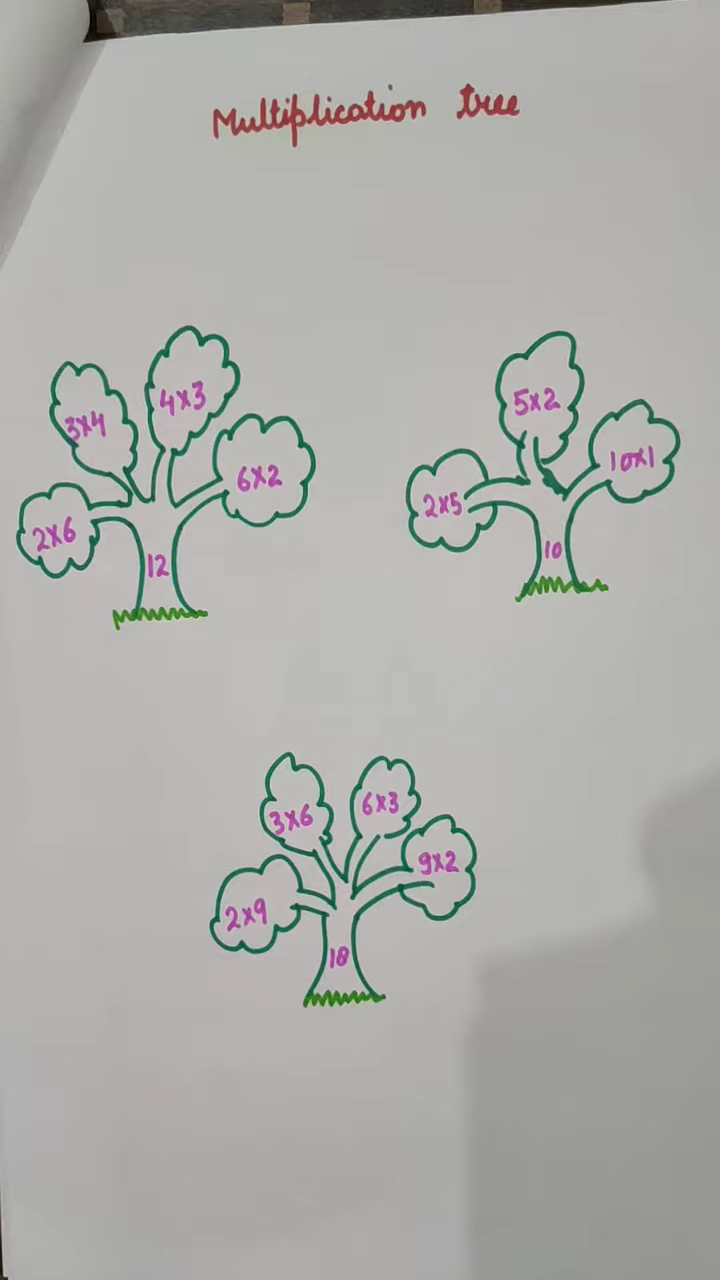 Multiplication tree
3x4
4x3
2x6
6x2
12
5x2
2x5
10x1
10
3x6
6x3
2x9
9x2
18